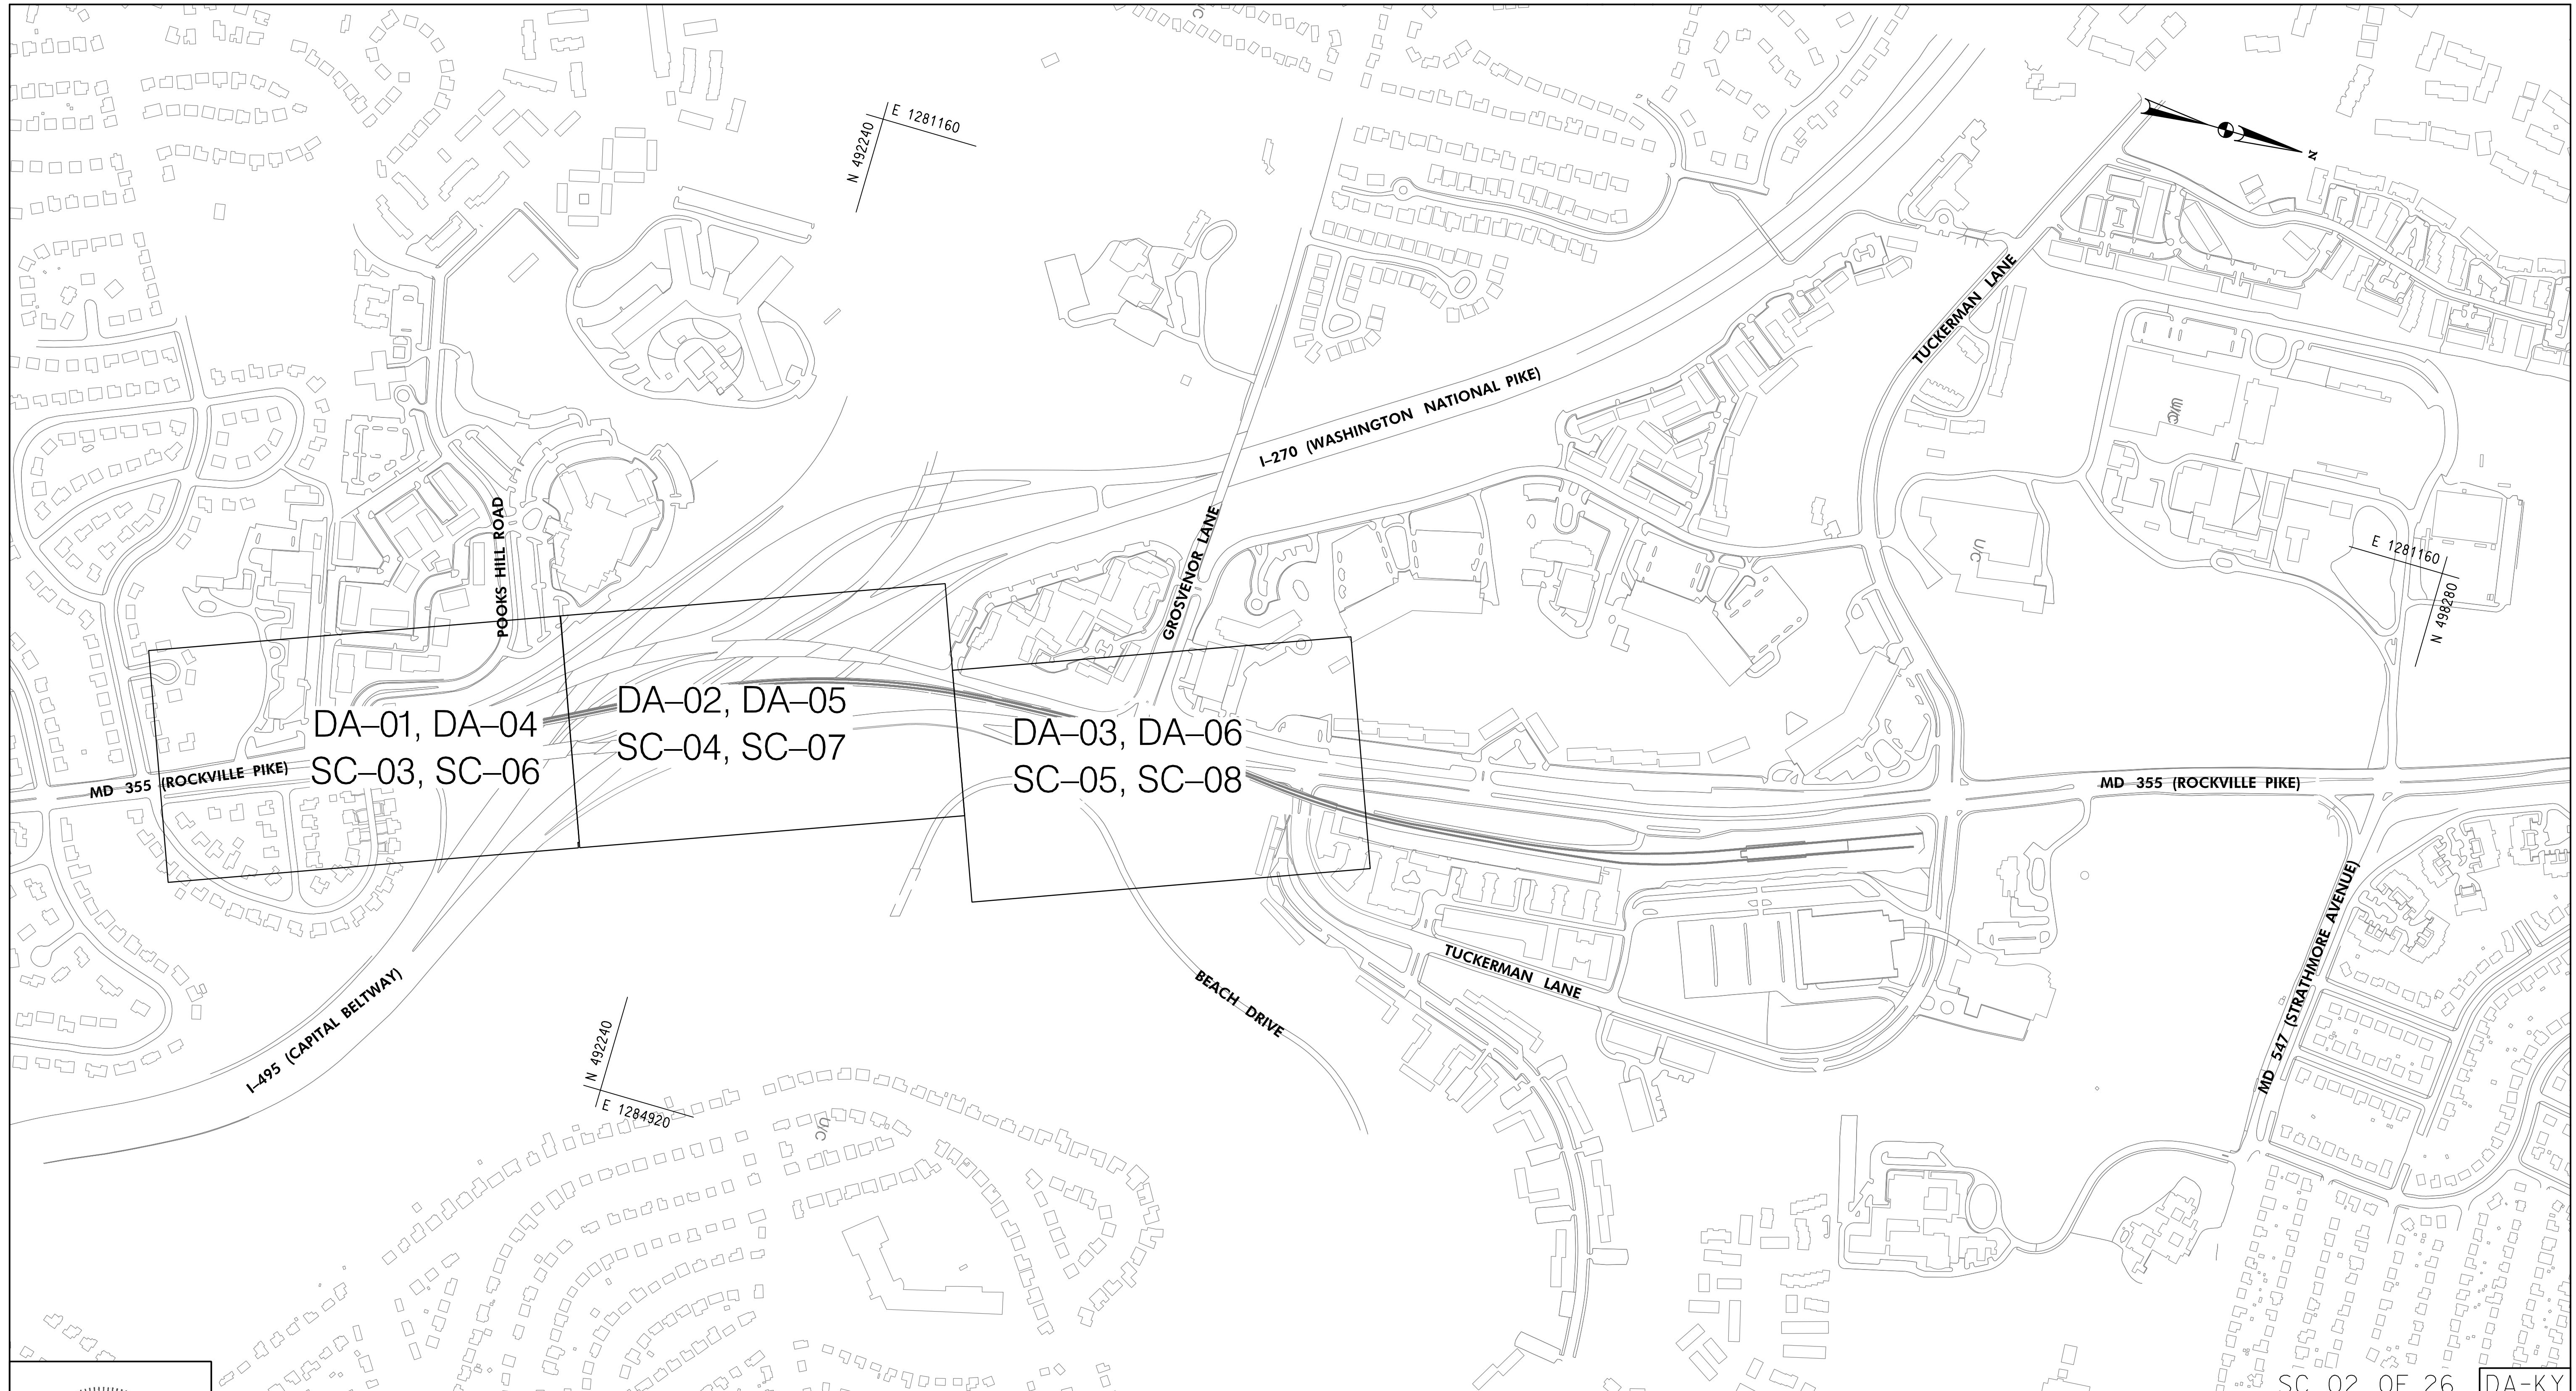 U/C
E 1281160
N 492240
N
TUCKERMAN LANE
I-270 (WASHINGTON NATIONAL PIKE)
POOKS HILL ROAD
GROSVENOR LANE
U/C
E 1281160
N 498280
DA-01, DA-04
SC-03, SC-06
DA-02, DA-05
SC-04, SC-07
DA-03, DA-06
SC-05, SC-08
MD 355 (ROCKVILLE PIKE)
MD 355 (ROCKVILLE PIKE)
MD 547 (STRATHMORE AVENUE)
TUCKERMAN LANE
BEACH DRIVE
I-495 (CAPITAL BELTWAY)
N 492240
E 1284920
U/C
SC 02 OF 26
DA-KY